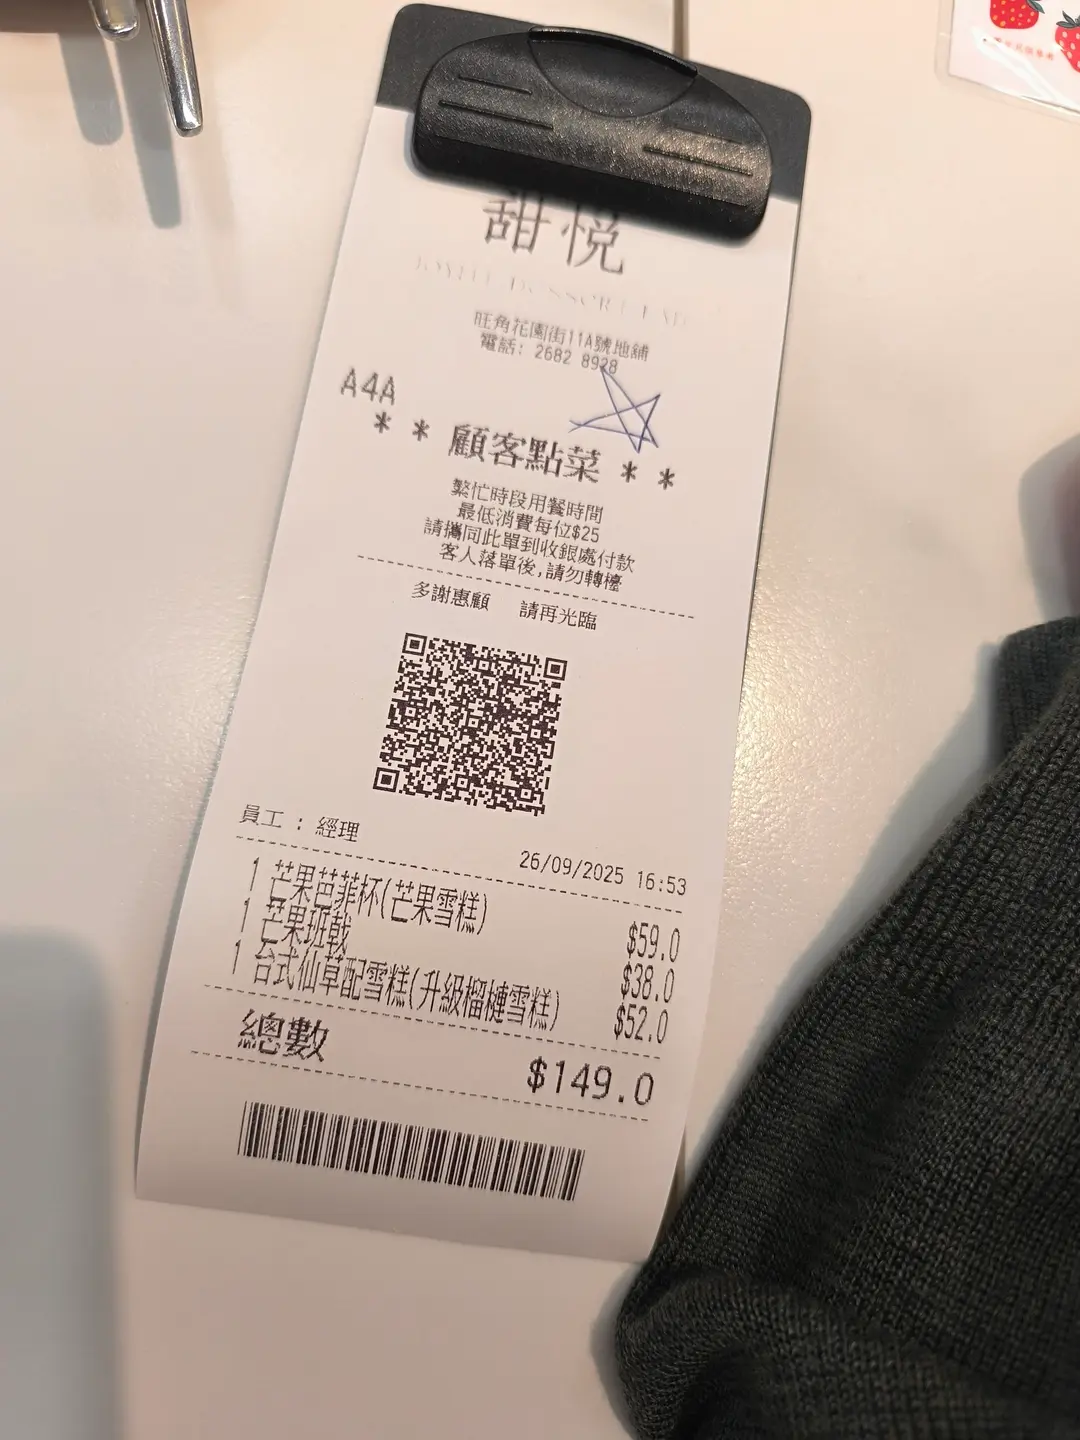 甜悦
旺角花園街11A號地舖
電話: 2682 8928
A4A
** 顧客點菜 **
繁忙時段用餐時間
最低消費每位$25
請攜同此單到收銀處付款
客人落單後,請勿轉檯
多謝惠顧 請再光臨
員工 : 經理
26/09/2025 16:53
1 芒果芭菲杯(芒果雪糕) $59.0
1 芒果班戟 $38.0
1 台式仙草配雪糕(升級榴槤雪糕) $52.0
總數 $149.0